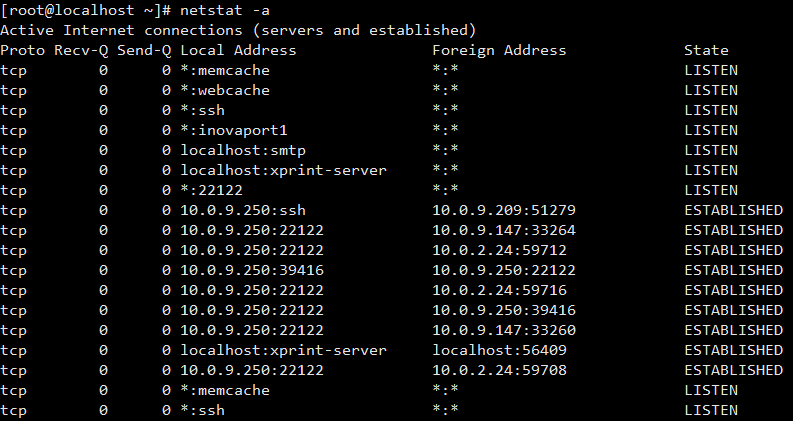 [root@localhost ~]# netstat -a
Active Internet connections (servers and established)
Proto Recv-Q Send-Q Local Address               Foreign Address             State
tcp        0      0 *:memcache                  *:*                         LISTEN
tcp        0      0 *:webcache                  *:*                         LISTEN
tcp        0      0 *:ssh                       *:*                         LISTEN
tcp        0      0 *:inovaport1                *:*                         LISTEN
tcp        0      0 localhost:smtp              *:*                         LISTEN
tcp        0      0 localhost:xprint-server     *:*                         LISTEN
tcp        0      0 *:22122                     *:*                         LISTEN
tcp        0      0 10.0.9.250:ssh              10.0.9.209:51279            ESTABLISHED
tcp        0      0 10.0.9.250:22122            10.0.9.147:33264            ESTABLISHED
tcp        0      0 10.0.9.250:22122            10.0.2.24:59712             ESTABLISHED
tcp        0      0 10.0.9.250:39416            10.0.9.250:22122            ESTABLISHED
tcp        0      0 10.0.9.250:22122            10.0.2.24:59716             ESTABLISHED
tcp        0      0 10.0.9.250:22122            10.0.9.250:39416            ESTABLISHED
tcp        0      0 10.0.9.250:22122            10.0.9.147:33260            ESTABLISHED
tcp        0      0 localhost:xprint-server     localhost:56409             ESTABLISHED
tcp        0      0 10.0.9.250:22122            10.0.2.24:59708             ESTABLISHED
tcp        0      0 *:memcache                  *:*                         LISTEN
tcp        0      0 *:ssh                       *:*                         LISTEN